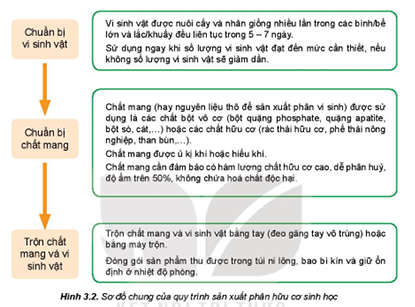 Chuẩn bị
vi sinh vật
Vi sinh vật được nuôi cấy và nhân giống nhiều lần trong các bình/bể
lớn và lắc/khuấy đều liên tục trong 5 – 7 ngày.
Sử dụng ngay khi số lượng vi sinh vật đạt đến mức cần thiết, nếu
không số lượng vi sinh vật sẽ giảm dần.
Chuẩn bị
chất mang
Chất mang (hay nguyên liệu thô để sản xuất phân vi sinh) được sử
dụng là các chất bột vô cơ (bột quặng phosphate, quặng apatite,
bột sò, cát,...) hoặc các chất hữu cơ (rác thải hữu cơ, phế thải nông
nghiệp, than bùn,...).
Chất mang được ủ kị khí hoặc hiếu khí.
Chất mang cần đảm bảo có hàm lượng chất hữu cơ cao, dễ phân huỷ,
độ ẩm trên 50%, không chứa hoá chất độc hại.
Trộn chất
mang và vi
sinh vật
Trộn chất mang và vi sinh vật bằng tay (đeo găng tay vô trùng) hoặc
bằng máy trộn.
Đóng gói sản phẩm thu được trong túi ni lông, bao bì kín và giữ ổn
định ở nhiệt độ phòng.
Hình 3.2. Sơ đồ chung của quy trình sản xuất phân hữu cơ sinh học